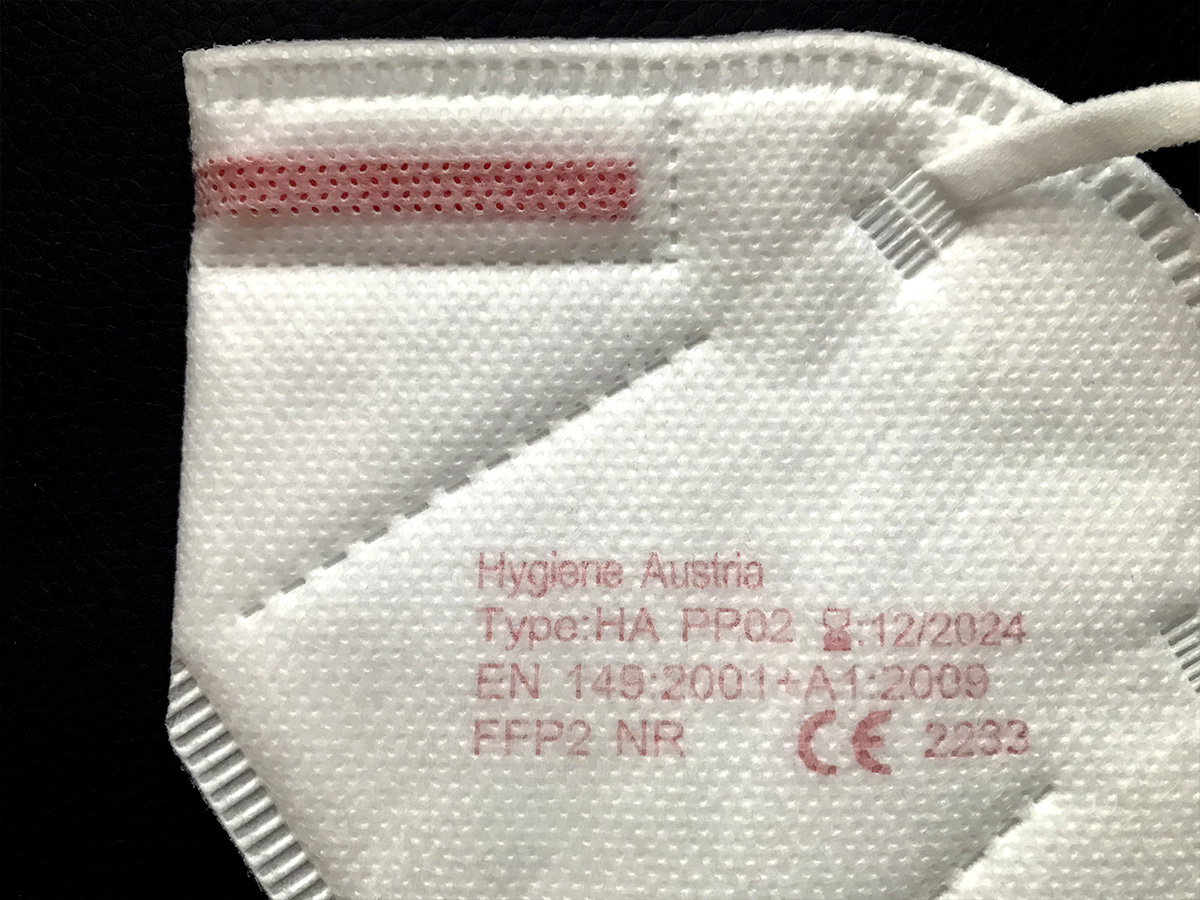 Hygiene Austria
Type:HA PP02 ⌛:12/2024
EN 149:2001+A1:2009
FFP2 NR CE 2233